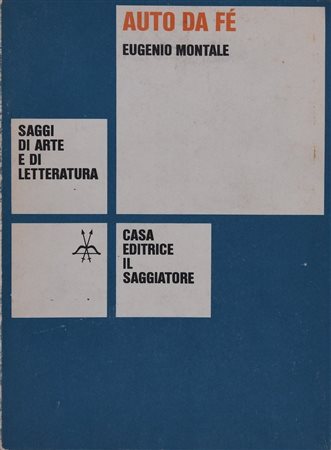 AUTO DA FÉ
EUGENIO MONTALE
SAGGI
DI ARTE
E DI
LETTERATURA
CASA
EDITRICE
IL
SAGGIATORE